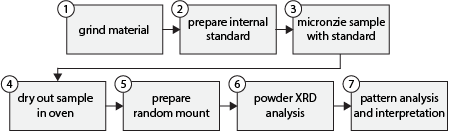 1
grind material
2
prepare internal
standard
3
micronzie sample
with standard
4
dry out sample
in oven
5
prepare
random mount
6
powder XRD
analysis
7
pattern analysis
and interpretation